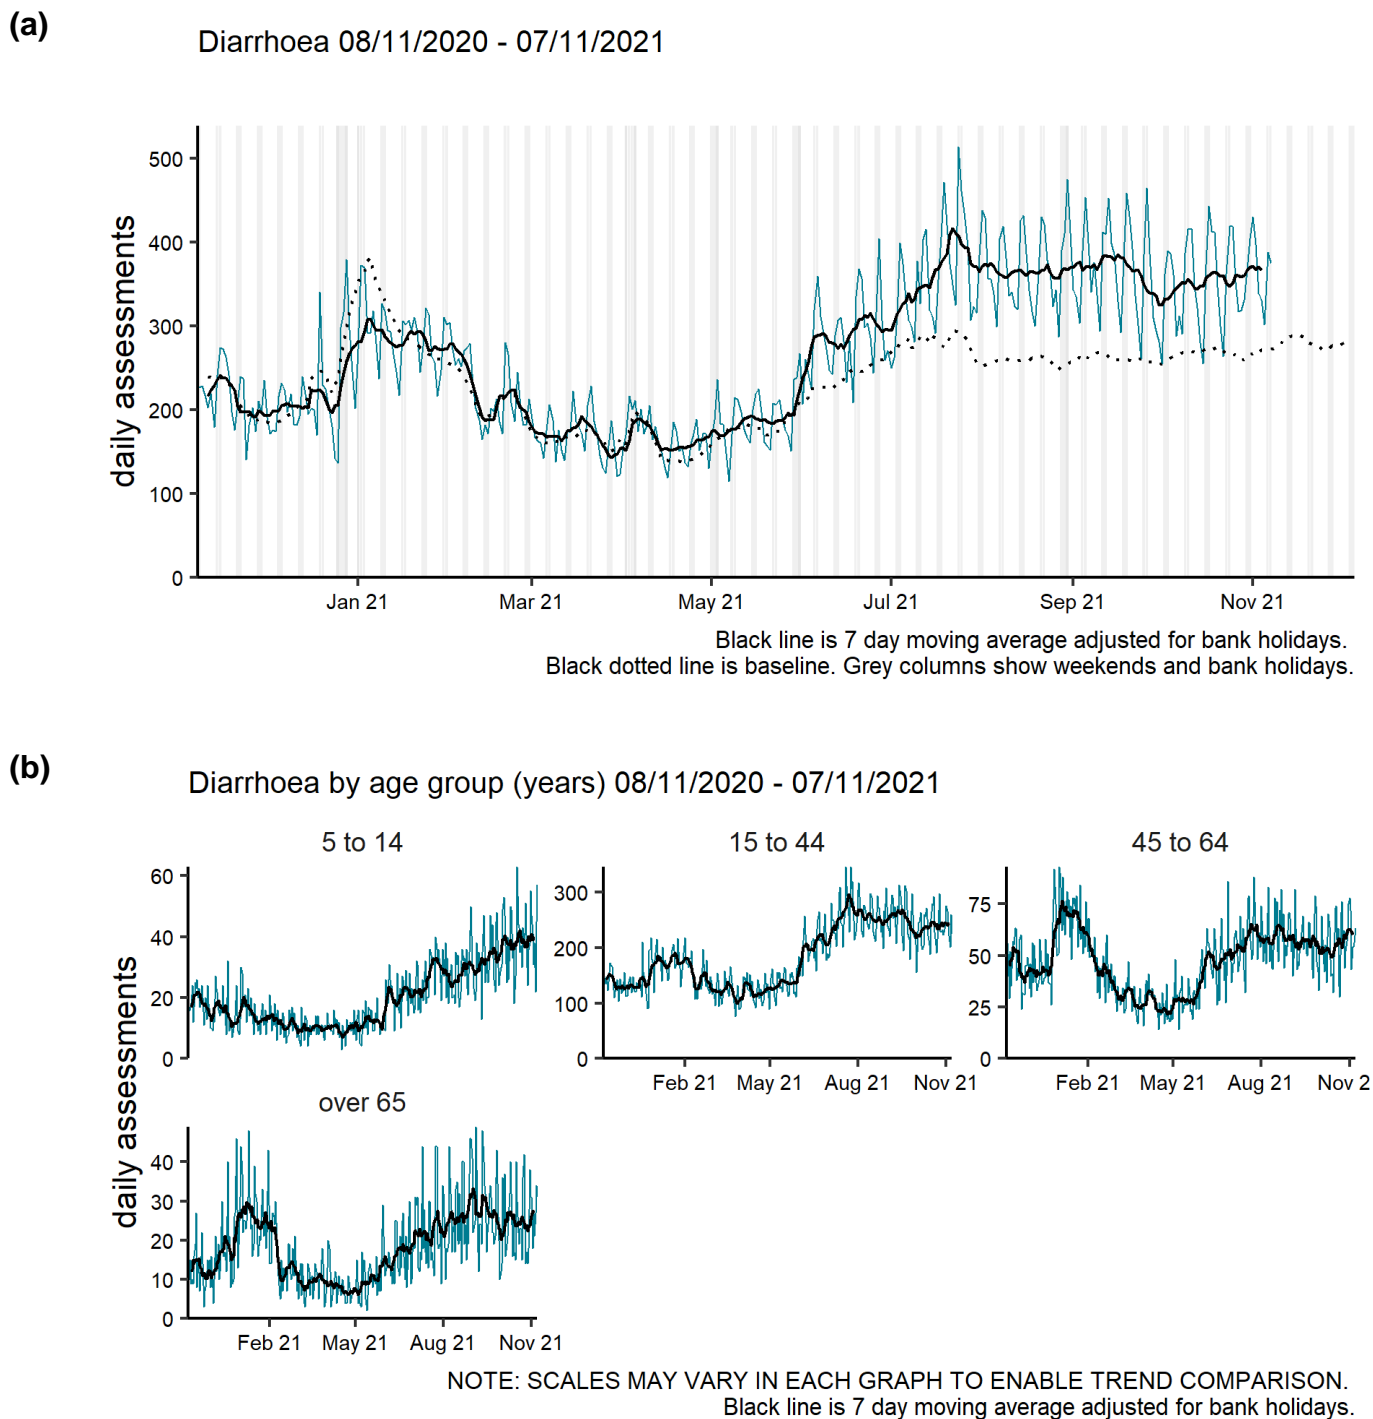 (a)
Diarrhoea 08/11/2020 - 07/11/2021
daily assessments
500
400
300
200
100
0
Jan 21
Mar 21
May 21
Jul 21
Sep 21
Nov 21
Black line is 7 day moving average adjusted for bank holidays.
Black dotted line is baseline. Grey columns show weekends and bank holidays.
(b)
Diarrhoea by age group (years) 08/11/2020 - 07/11/2021
daily assessments
5 to 14
60
40
20
0
15 to 44
300
200
100
0
Feb 21
May 21
Aug 21
Nov 21
45 to 64
75
50
25
0
Feb 21
May 21
Aug 21
Nov 2
over 65
40
30
20
10
0
Feb 21
May 21
Aug 21
Nov 21
NOTE: SCALES MAY VARY IN EACH GRAPH TO ENABLE TREND COMPARISON.
Black line is 7 day moving average adjusted for bank holidays.